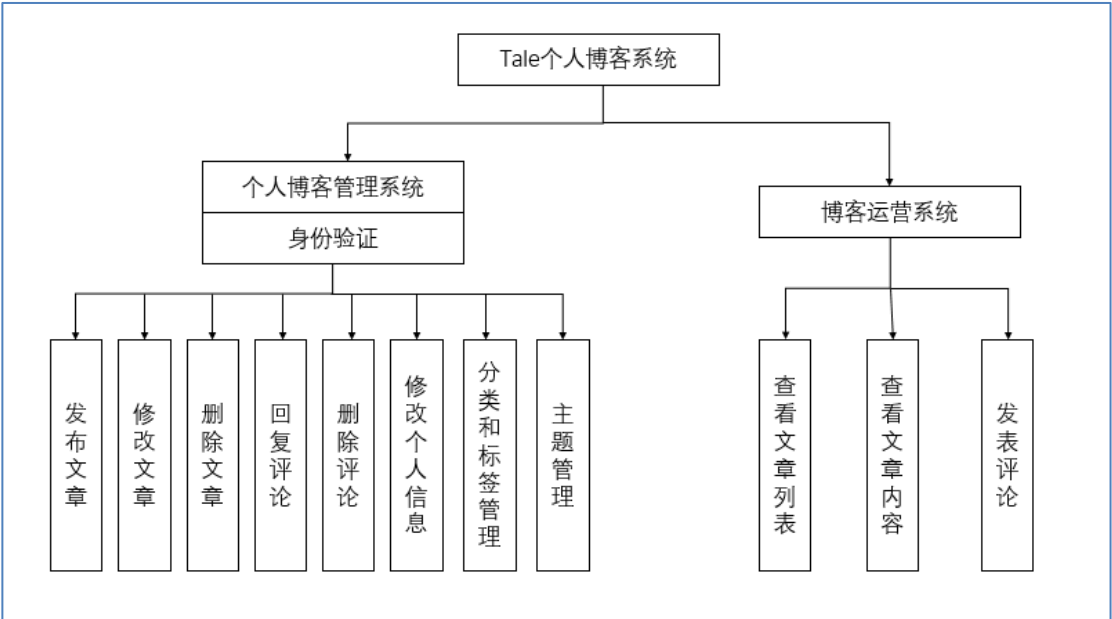 Tale个人博客系统
个人博客管理系统
身份验证
博客运营系统
发布文章
修改文章
删除文章
回复评论
删除评论
修改个人信息
分类和标签管理
主题管理
查看文章列表
查看文章内容
发表评论